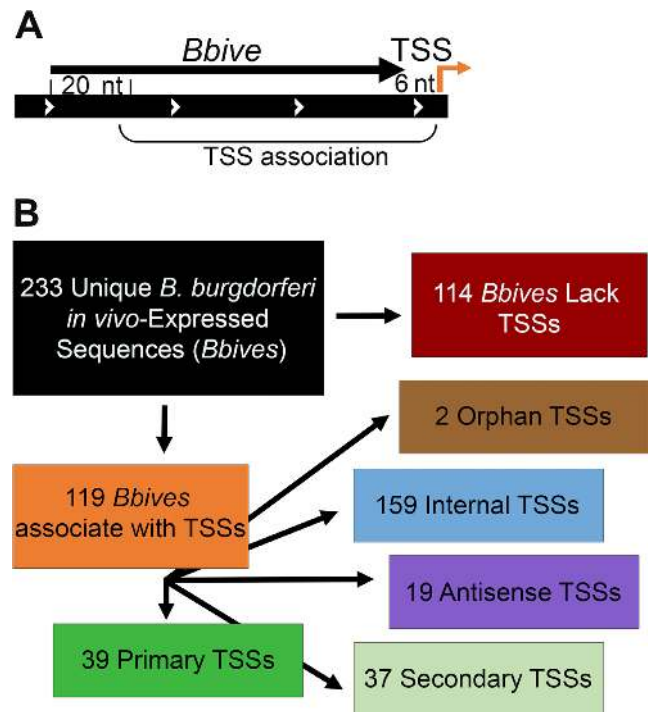 A
Bbive
TSS
20 nt
6 nt
TSS association
B
233 Unique B. burgdorferi
in vivo-Expressed
Sequences (Bbives)
114 Bbives Lack
TSSs
2 Orphan TSSs
119 Bbives
associate with TSSs
159 Internal TSSs
19 Antisense TSSs
39 Primary TSSs
37 Secondary TSSs